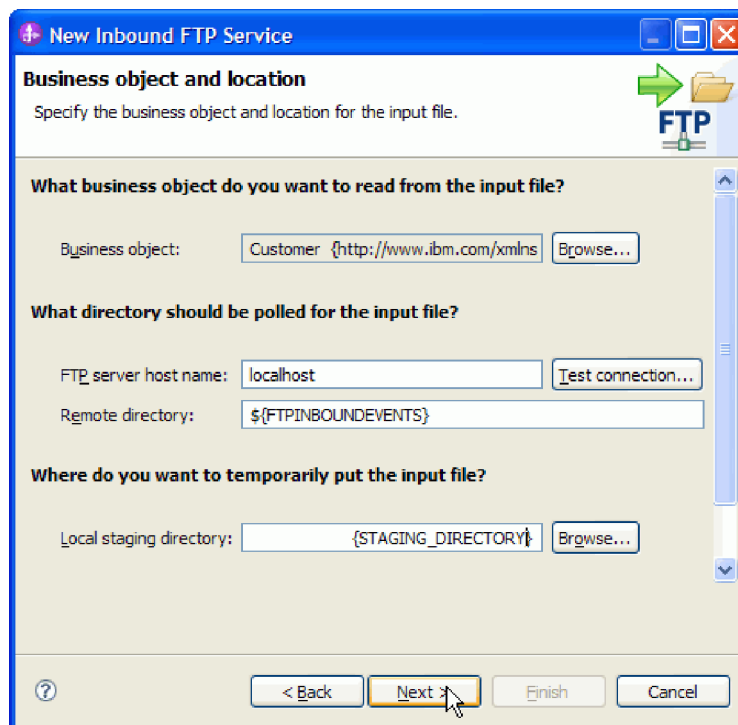 New Inbound FTP Service
Business object and location
Specify the business object and location for the input file.
FTP
What business object do you want to read from the input file?
Business object: Customer {http://www.ibm.com/xmlns Browse...
What directory should be polled for the input file?
FTP server host name: localhost Test connection...
Remote directory: ${FTPINBOUNDEVENTS}
Where do you want to temporarily put the input file?
Local staging directory: {STAGING_DIRECTORY} Browse...
? < Back Next > Finish Cancel